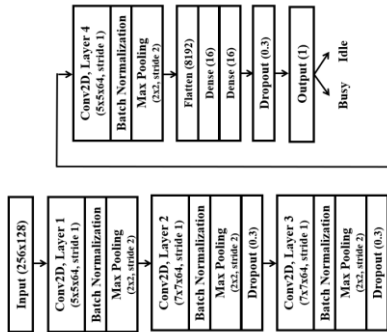 Input (256x128)
Conv2D, Layer 1
(5x5x64, stride 1)
Batch Normalization
Max Pooling
(2x2, stride 2)
Conv2D, Layer 2
(7x7x64, stride 1)
Batch Normalization
Max Pooling
(2x2, stride 2)
Dropout (0.3)
Conv2D, Layer 3
(7x7x64, stride 1)
Batch Normalization
Max Pooling
(2x2, stride 2)
Dropout (0.3)
Conv2D, Layer 4
(5x5x64, stride 1)
Batch Normalization
Max Pooling
(2x2, stride 2)
Flatten (8192)
Dense (16)
Dense (16)
Dropout (0.3)
Output (1)
Busy
Idle